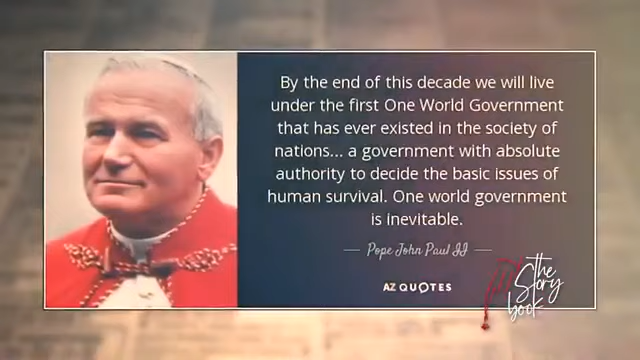 By the end of this decade we will live
under the first One World Government
that has ever existed in the society of
nations... a government with absolute
authority to decide the basic issues of
human survival. One world government
is inevitable.
Pope John Paul II
AZ QUOTES
the
Story
book